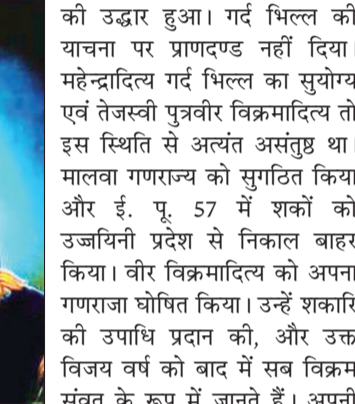 की उद्धार हुआ। गर्द भिल्ल की
याचना पर प्राणदण्ड नहीं दिया।
महेन्द्रादित्य गर्द भिल्ल का सुयोग्य
एवं तेजस्वी पुत्रवीर विक्रमादित्य तो
इस स्थिति से अत्यंत असंतुष्ठ था।
मालवा गणराज्य को सुगठित किया
और ई. पू. 57 में शकों को
उज्जयिनी प्रदेश से निकाल बाहर
किया। वीर विक्रमादित्य को अपना
गणराजा घोषित किया। उन्हें शकारि
की उपाधि प्रदान की, और उक्त
विजय वर्ष को बाद में सब विक्रम
संवत के रूप में जानते हैं। अपनी